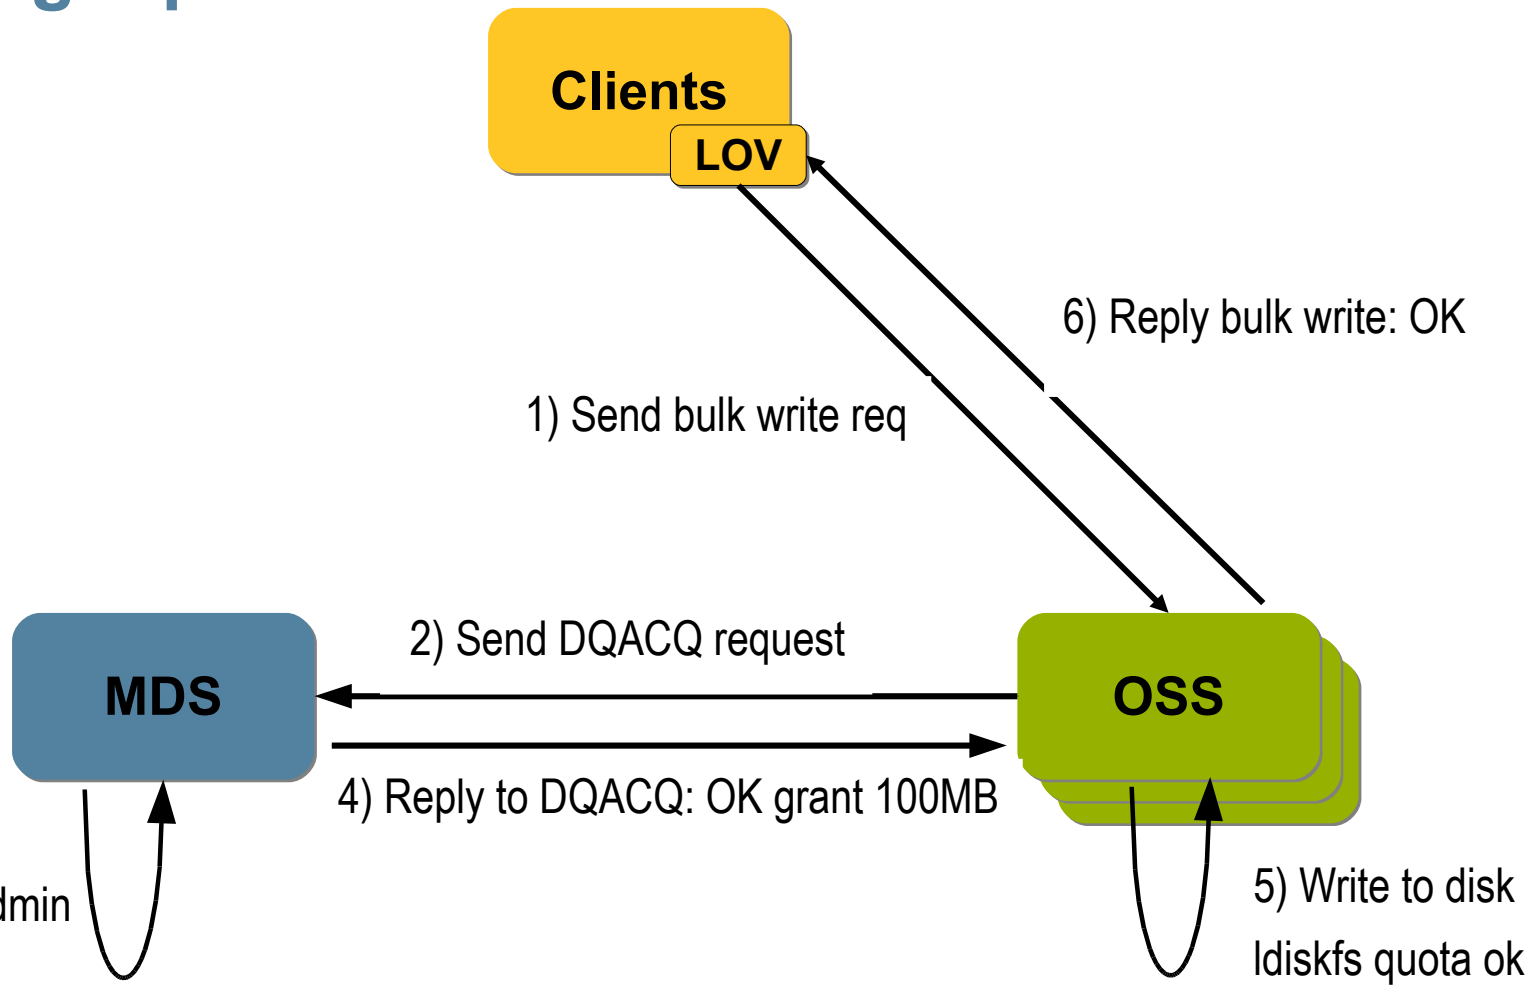 Clients
LOV
6) Reply bulk write: OK
1) Send bulk write req
2) Send DQACQ request
MDS
OSS
4) Reply to DQACQ: OK grant 100MB
5) Write to disk
ldiskfs quota ok